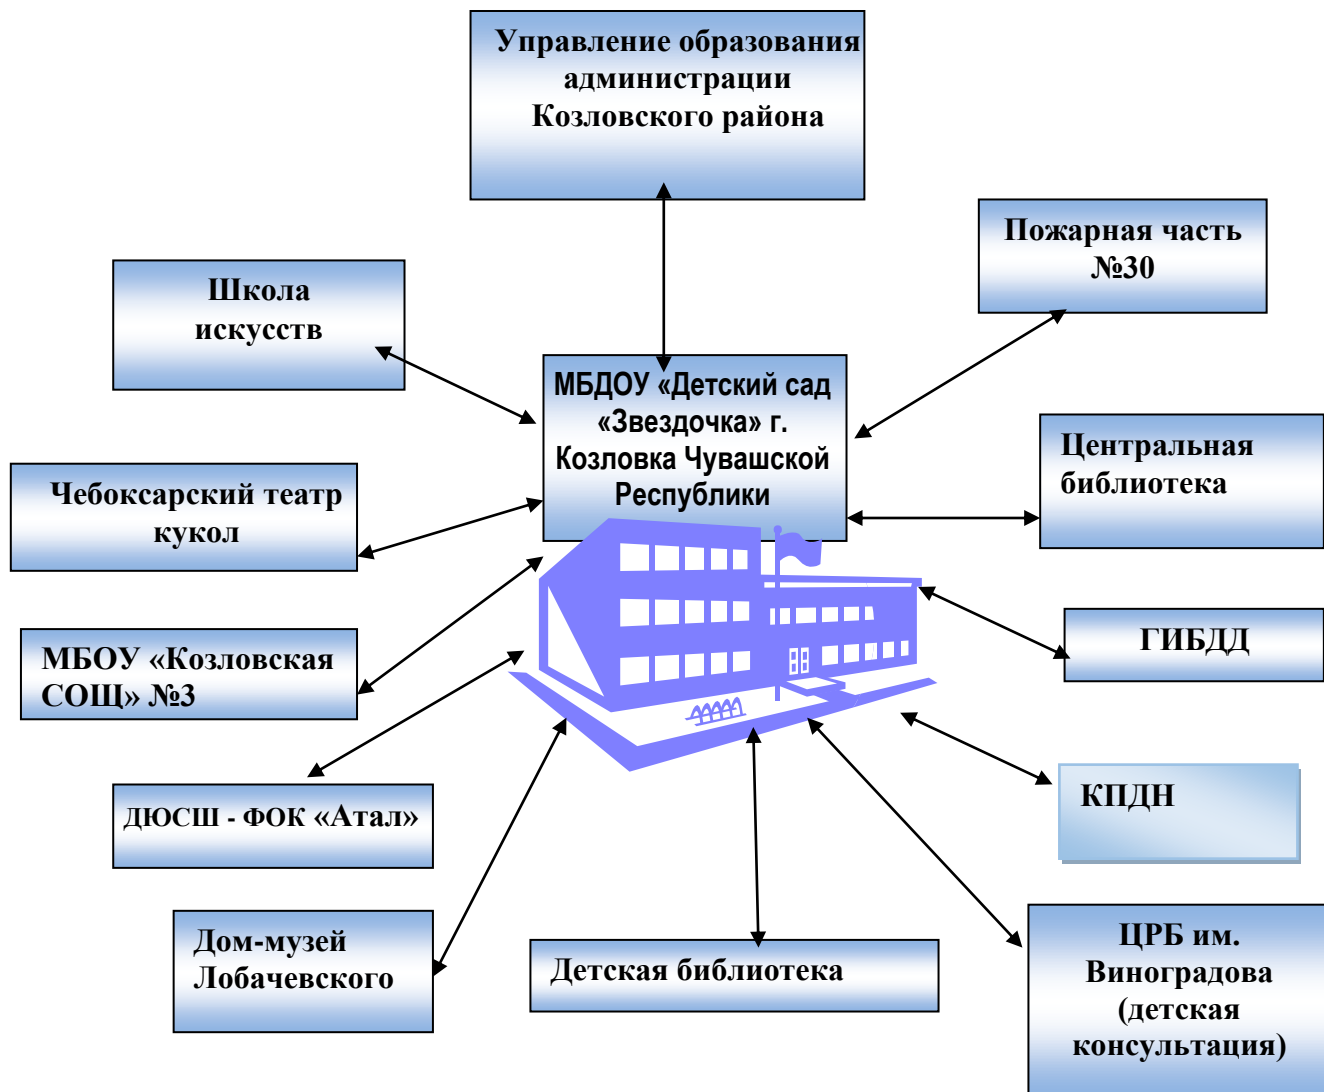 Управление образования
администрации
Козловского района
Пожарная часть
№30
Школа
искусств
МБДОУ «Детский сад
«Звездочка» г.
Козловка Чувашской
Республики
Центральная
библиотека
Чебоксарский театр
кукол
ГИБДД
МБОУ «Козловская
СОЩ» №3
КПДН
ДЮСШ - ФОК «Атал»
Дом-музей
Лобачевского
Детская библиотека
ЦРБ им.
Виноградова
(детская
консультация)